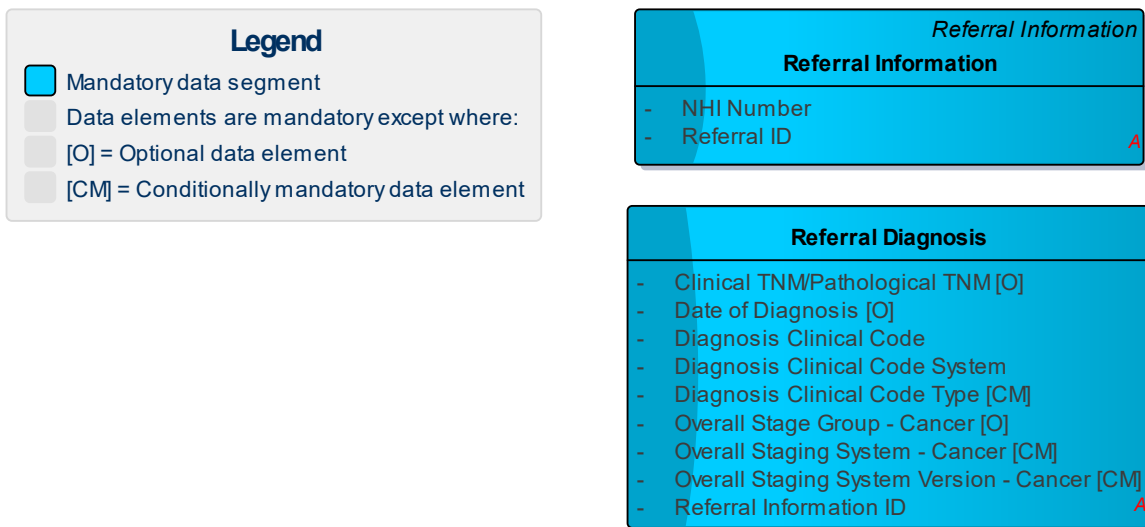 Legend
Mandatory data segment
Data elements are mandatory except where:
[O] = Optional data element
[CM] = Conditionally mandatory data element
Referral Information
Referral Information
- NHI Number
- Referral ID
A
Referral Diagnosis
- Clinical TNM/Pathological TNM [O]
- Date of Diagnosis [O]
- Diagnosis Clinical Code
- Diagnosis Clinical Code System
- Diagnosis Clinical Code Type [CM]
- Overall Stage Group - Cancer [O]
- Overall Staging System - Cancer [CM]
- Overall Staging System Version - Cancer [CM]
- Referral Information ID
A